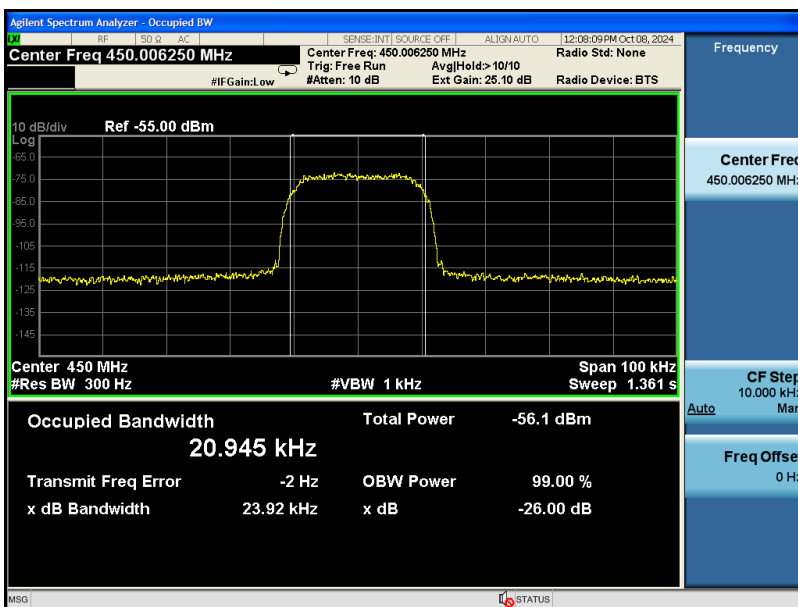 Agilent Spectrum Analyzer - Occupied BW
LXI RF 50 Ω AC SENSE:INT SOURCE OFF ALIGN AUTO 12:08:09 PM Oct 08, 2024
Center Freq 450.006250 MHz
Center Freq: 450.006250 MHz Radio Std: None
Trig: Free Run Avg|Hold:> 10/10
#IFGain:Low #Atten: 10 dB Ext Gain: 25.10 dB Radio Device: BTS
10 dB/div Ref -55.00 dBm
Log
-65.0
-75.0
-85.0
-95.0
-105
-115
-125
-135
-145
Center 450 MHz Span 100 kHz
#Res BW 300 Hz #VBW 1 kHz Sweep 1.361 s
Occupied Bandwidth Total Power -56.1 dBm
20.945 kHz
Transmit Freq Error -2 Hz OBW Power 99.00 %
x dB Bandwidth 23.92 kHz x dB -26.00 dB
MSG STATUS
Frequency
Center Freq
450.006250 MHz
CF Step
10.000 kHz
Auto Man
Freq Offset
0 Hz